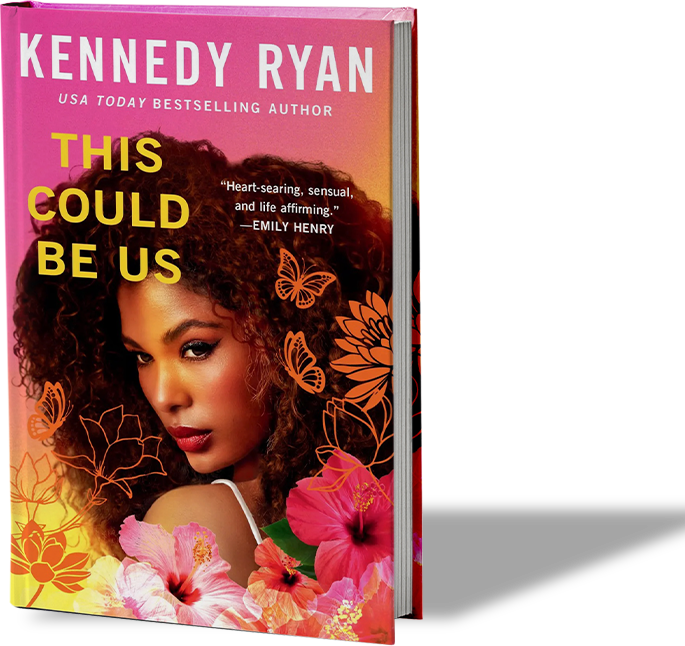 KENNEDY RYAN
USA TODAY BESTSELLING AUTHOR
THIS
COULD
BE US
“Heart-searing, sensual,
and life affirming.”
—EMILY HENRY